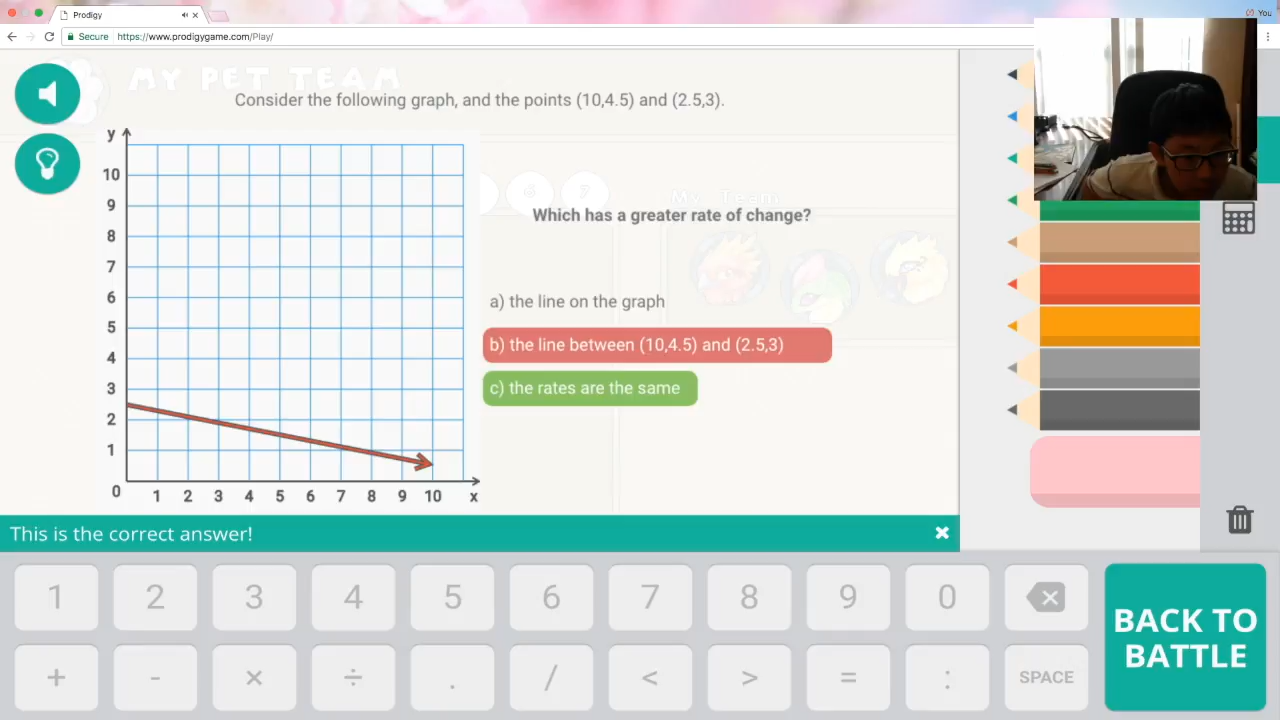 Prodigy
You
Secure https://www.prodigygame.com/Play/
MY PET TEAM
Consider the following graph, and the points (10,4.5) and (2.5,3).
My Team
Which has a greater rate of change?
y
10
9
8
7
6
5
4
3
2
1
0
1 2 3 4 5 6 7 8 9 10 x
a) the line on the graph
b) the line between (10,4.5) and (2.5,3)
c) the rates are the same
This is the correct answer!
1 2 3 4 5 6 7 8 9 0
+ - × ÷ . / < > = : SPACE
BACK TO
BATTLE